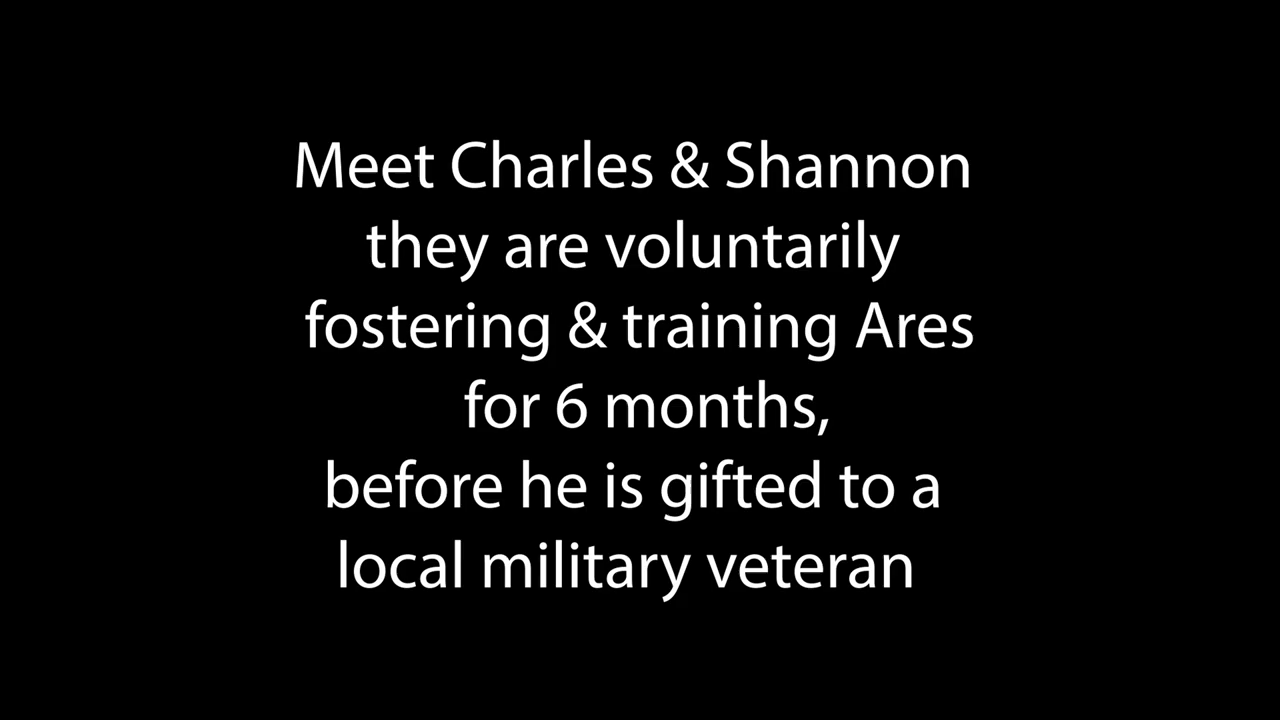 Meet Charles & Shannon
they are voluntarily
fostering & training Ares
for 6 months,
before he is gifted to a
local military veteran